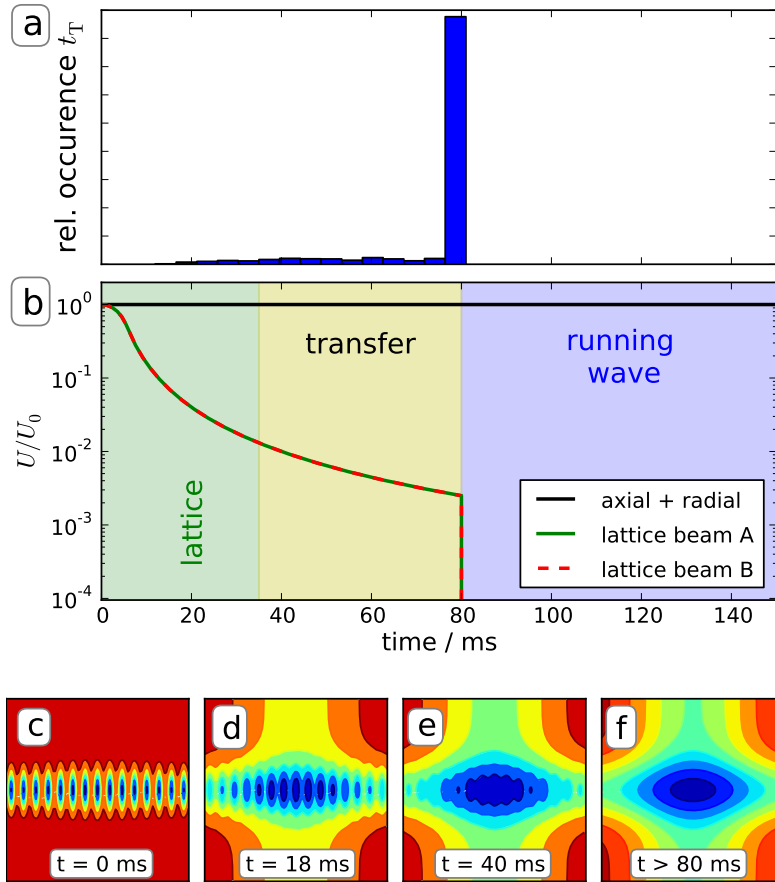 a
rel. occurence t_T
b
10^0
10^-1
10^-2
10^-3
10^-4
U/U_0
lattice
transfer
running
wave
axial + radial
lattice beam A
lattice beam B
0 20 40 60 80 100 120 140
time / ms
c d e f
t = 0 ms t = 18 ms t = 40 ms t > 80 ms